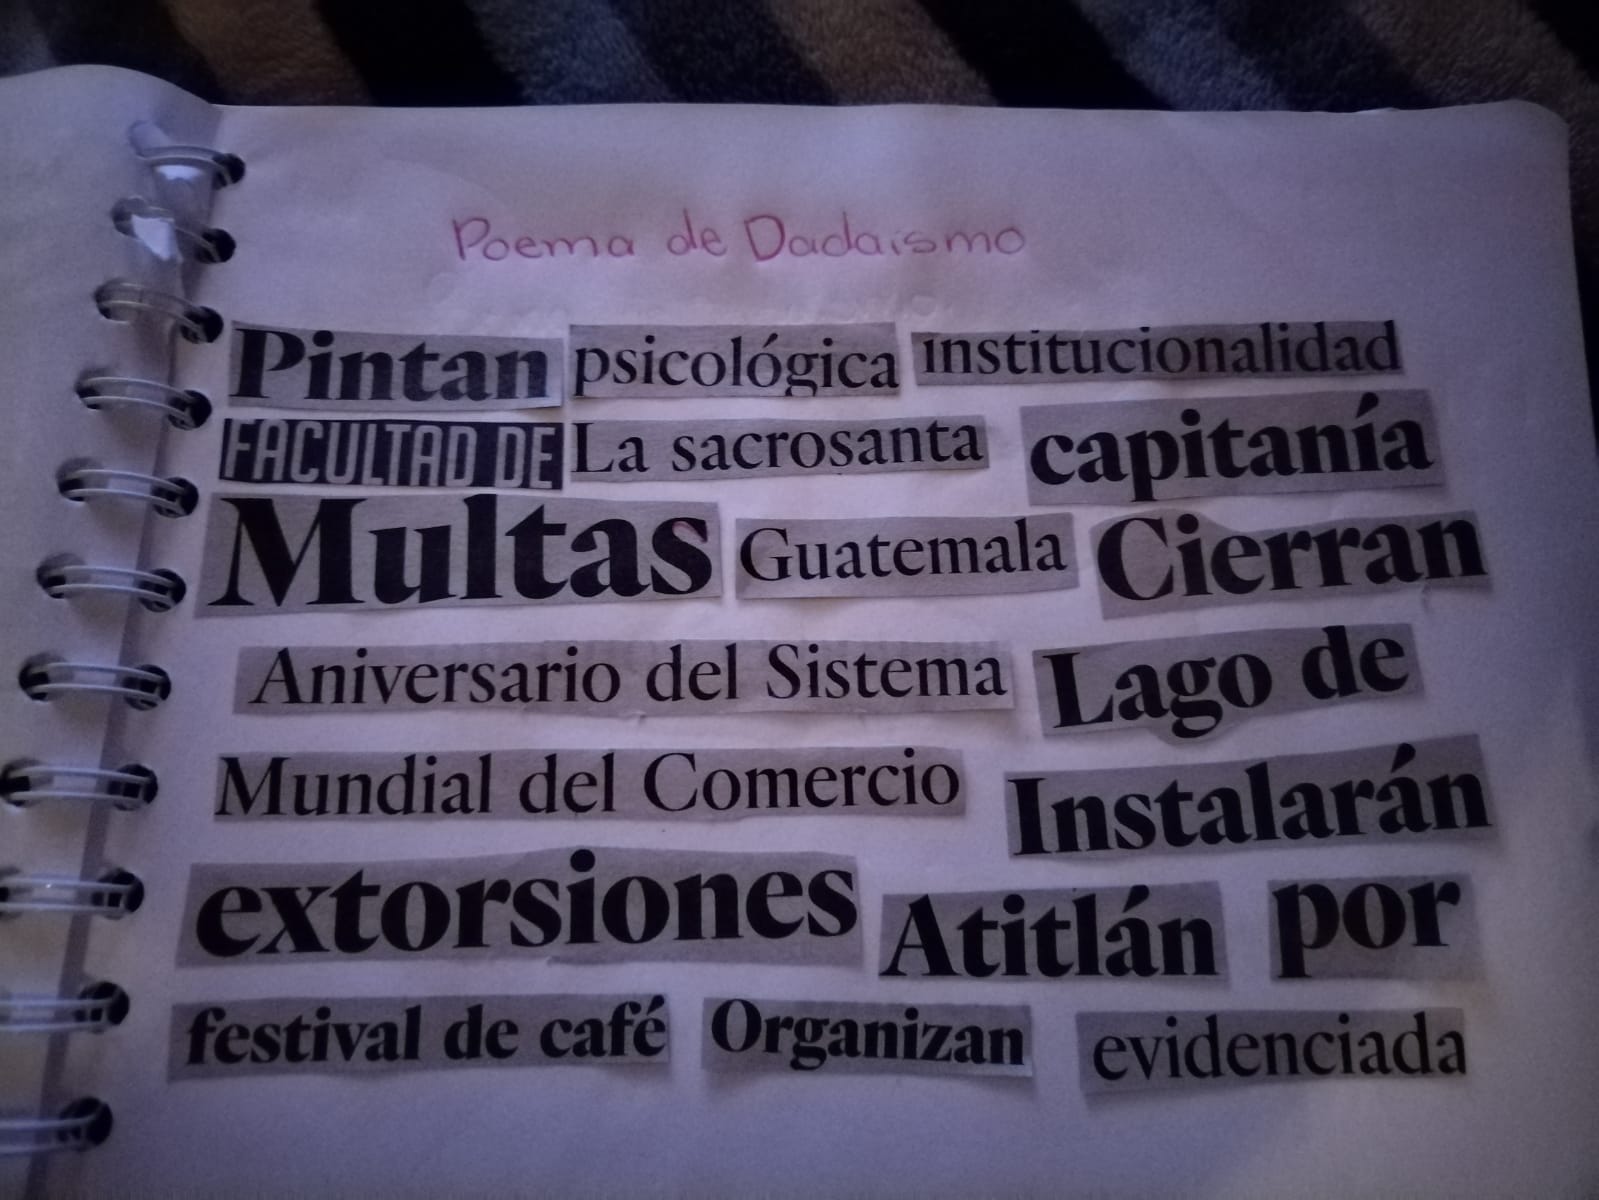 Poema de Dadaísmo
Pintan psicológica institucionalidad
FACULTAD DE La sacrosanta capitanía
Multas Guatemala Cierran
Aniversario del Sistema Lago de
Mundial del Comercio Instalarán
extorsiones Atitlán por
festival de café Organizan evidenciada